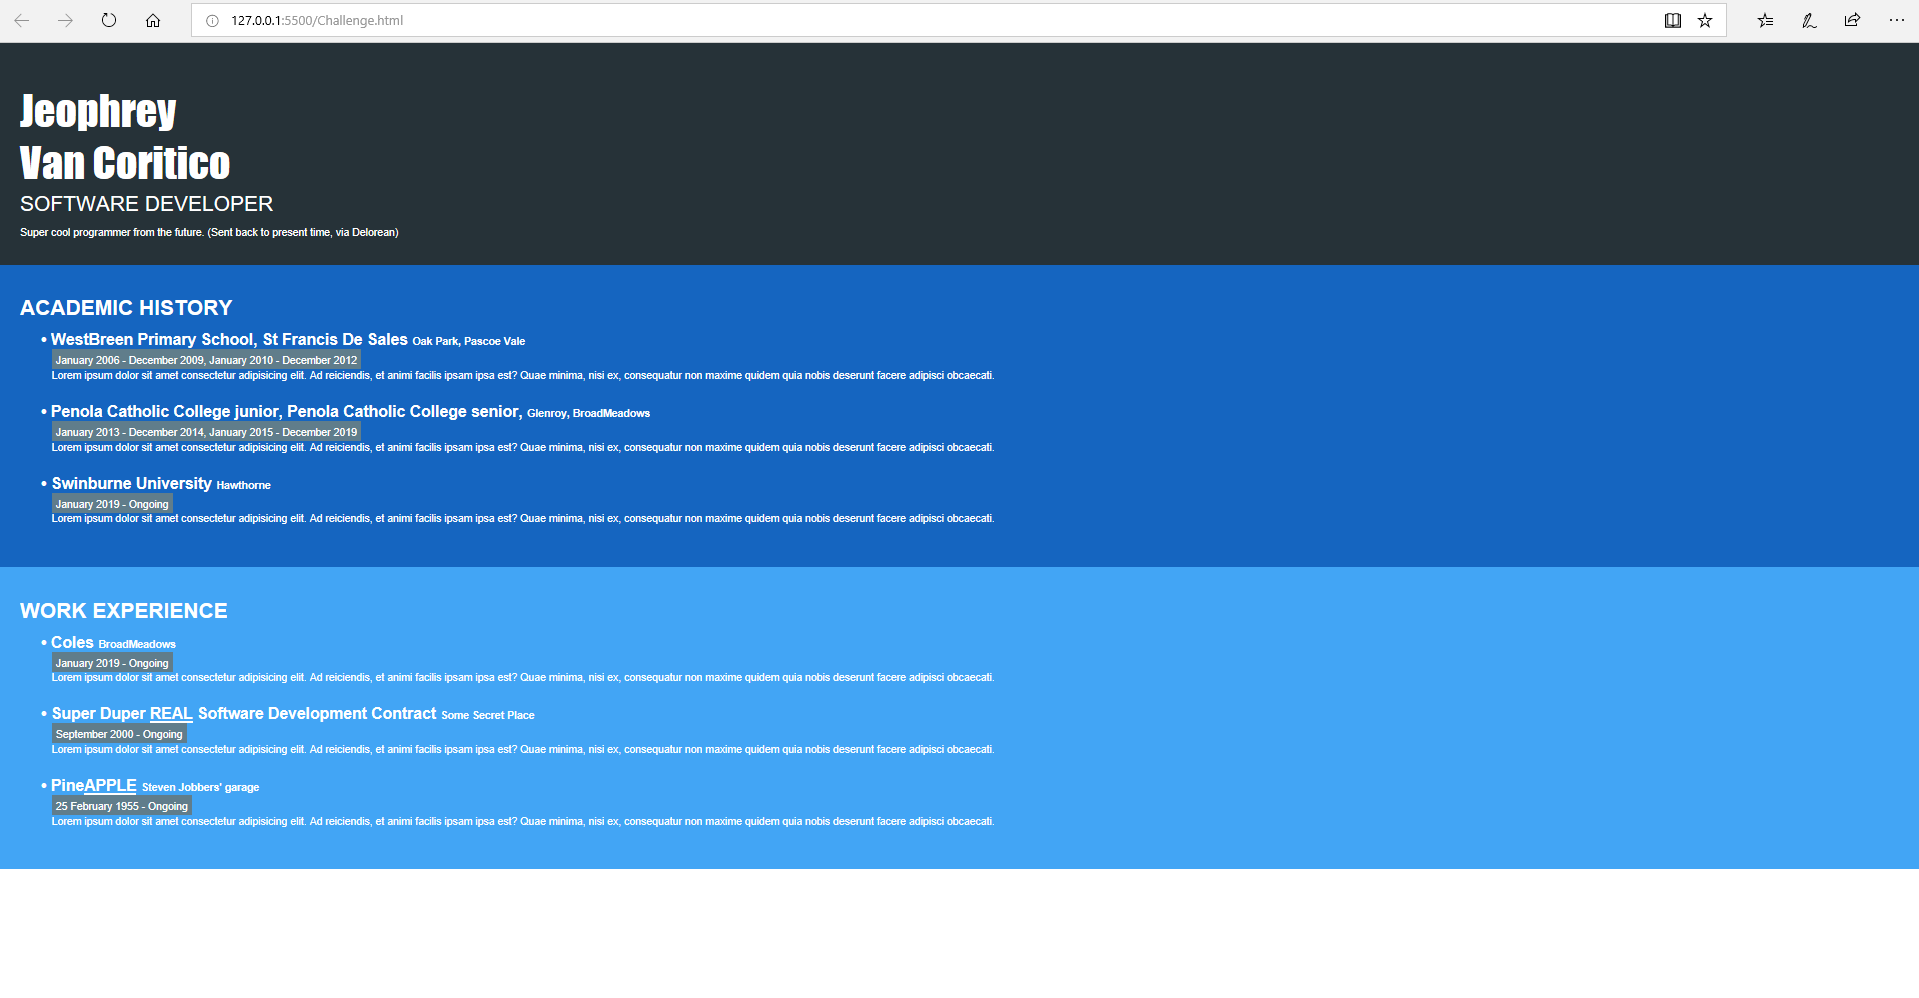 127.0.0.1:5500/Challenge.html
Jeophrey
Van Coritico
SOFTWARE DEVELOPER
Super cool programmer from the future. (Sent back to present time, via Delorean)
ACADEMIC HISTORY
• WestBreen Primary School, St Francis De Sales Oak Park, Pascoe Vale
January 2006 - December 2009, January 2010 - December 2012
Lorem ipsum dolor sit amet consectetur adipisicing elit. Ad reiciendis, et animi facilis ipsam ipsa est? Quae minima, nisi ex, consequatur non maxime quidem quia nobis deserunt facere adipisci obcaecati.
• Penola Catholic College junior, Penola Catholic College senior, Glenroy, BroadMeadows
January 2013 - December 2014, January 2015 - December 2019
Lorem ipsum dolor sit amet consectetur adipisicing elit. Ad reiciendis, et animi facilis ipsam ipsa est? Quae minima, nisi ex, consequatur non maxime quidem quia nobis deserunt facere adipisci obcaecati.
• Swinburne University Hawthorne
January 2019 - Ongoing
Lorem ipsum dolor sit amet consectetur adipisicing elit. Ad reiciendis, et animi facilis ipsam ipsa est? Quae minima, nisi ex, consequatur non maxime quidem quia nobis deserunt facere adipisci obcaecati.
WORK EXPERIENCE
• Coles BroadMeadows
January 2019 - Ongoing
Lorem ipsum dolor sit amet consectetur adipisicing elit. Ad reiciendis, et animi facilis ipsam ipsa est? Quae minima, nisi ex, consequatur non maxime quidem quia nobis deserunt facere adipisci obcaecati.
• Super Duper REAL Software Development Contract Some Secret Place
September 2000 - Ongoing
Lorem ipsum dolor sit amet consectetur adipisicing elit. Ad reiciendis, et animi facilis ipsam ipsa est? Quae minima, nisi ex, consequatur non maxime quidem quia nobis deserunt facere adipisci obcaecati.
• PineAPPLE Steven Jobbers' garage
25 February 1955 - Ongoing
Lorem ipsum dolor sit amet consectetur adipisicing elit. Ad reiciendis, et animi facilis ipsam ipsa est? Quae minima, nisi ex, consequatur non maxime quidem quia nobis deserunt facere adipisci obcaecati.